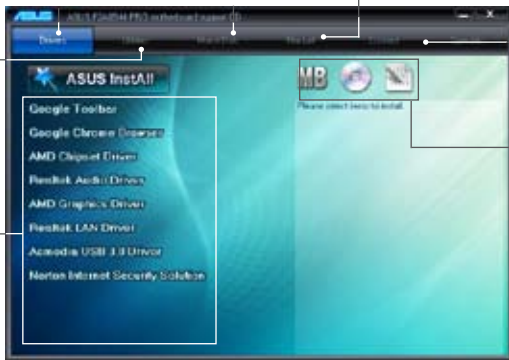 ASUS
Drivers
Manual
ASUS InstAll
MB
Please select items to install.
Google Toolbar
Google Chrome Browser
AMD Chipset Driver
Realtek Audio Driver
AMD Graphics Driver
Realtek LAN Driver
Asmedia USB 3.0 Driver
Norton Internet Security Solution